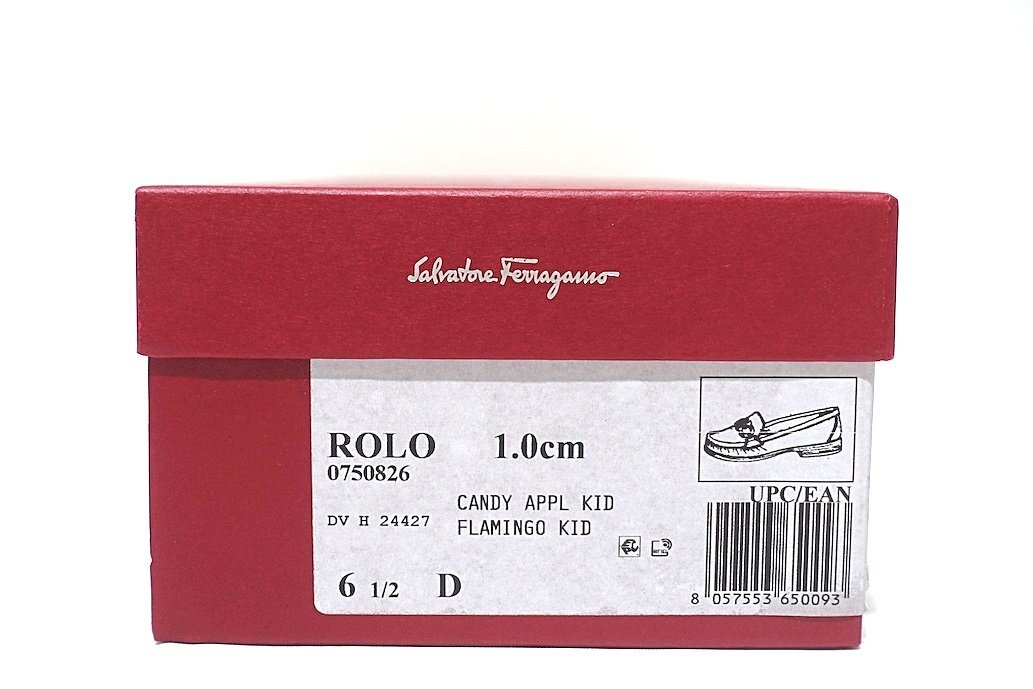 Salvatore Ferragamo
ROLO 1.0cm
0750826
CANDY APPL KID
DV H 24427
FLAMINGO KID
UPC/EAN
6 1/2 D
8 057553 650093